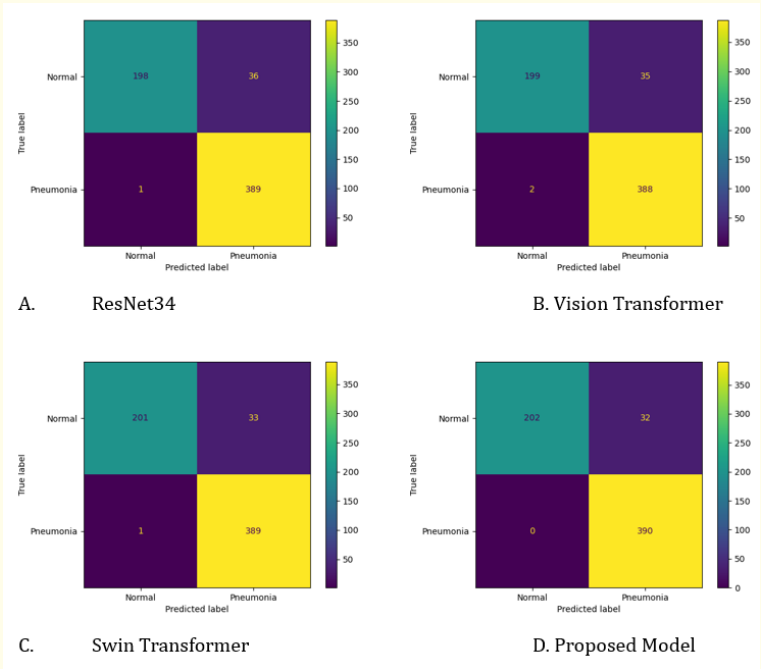 350
Normal 198 36
300
250
True label
200
150
Pneumonia 1 389
100
50
Normal Pneumonia
Predicted label
350
Normal 199 35
300
250
True label
200
150
Pneumonia 2 388
100
50
Normal Pneumonia
Predicted label
A. ResNet34
B. Vision Transformer
350
Normal 201 33
300
250
True label
200
150
Pneumonia 1 389
100
50
Normal Pneumonia
Predicted label
350
Normal 202 32
300
250
True label
200
150
Pneumonia 0 390
100
50
0
Normal Pneumonia
Predicted label
C. Swin Transformer
D. Proposed Model